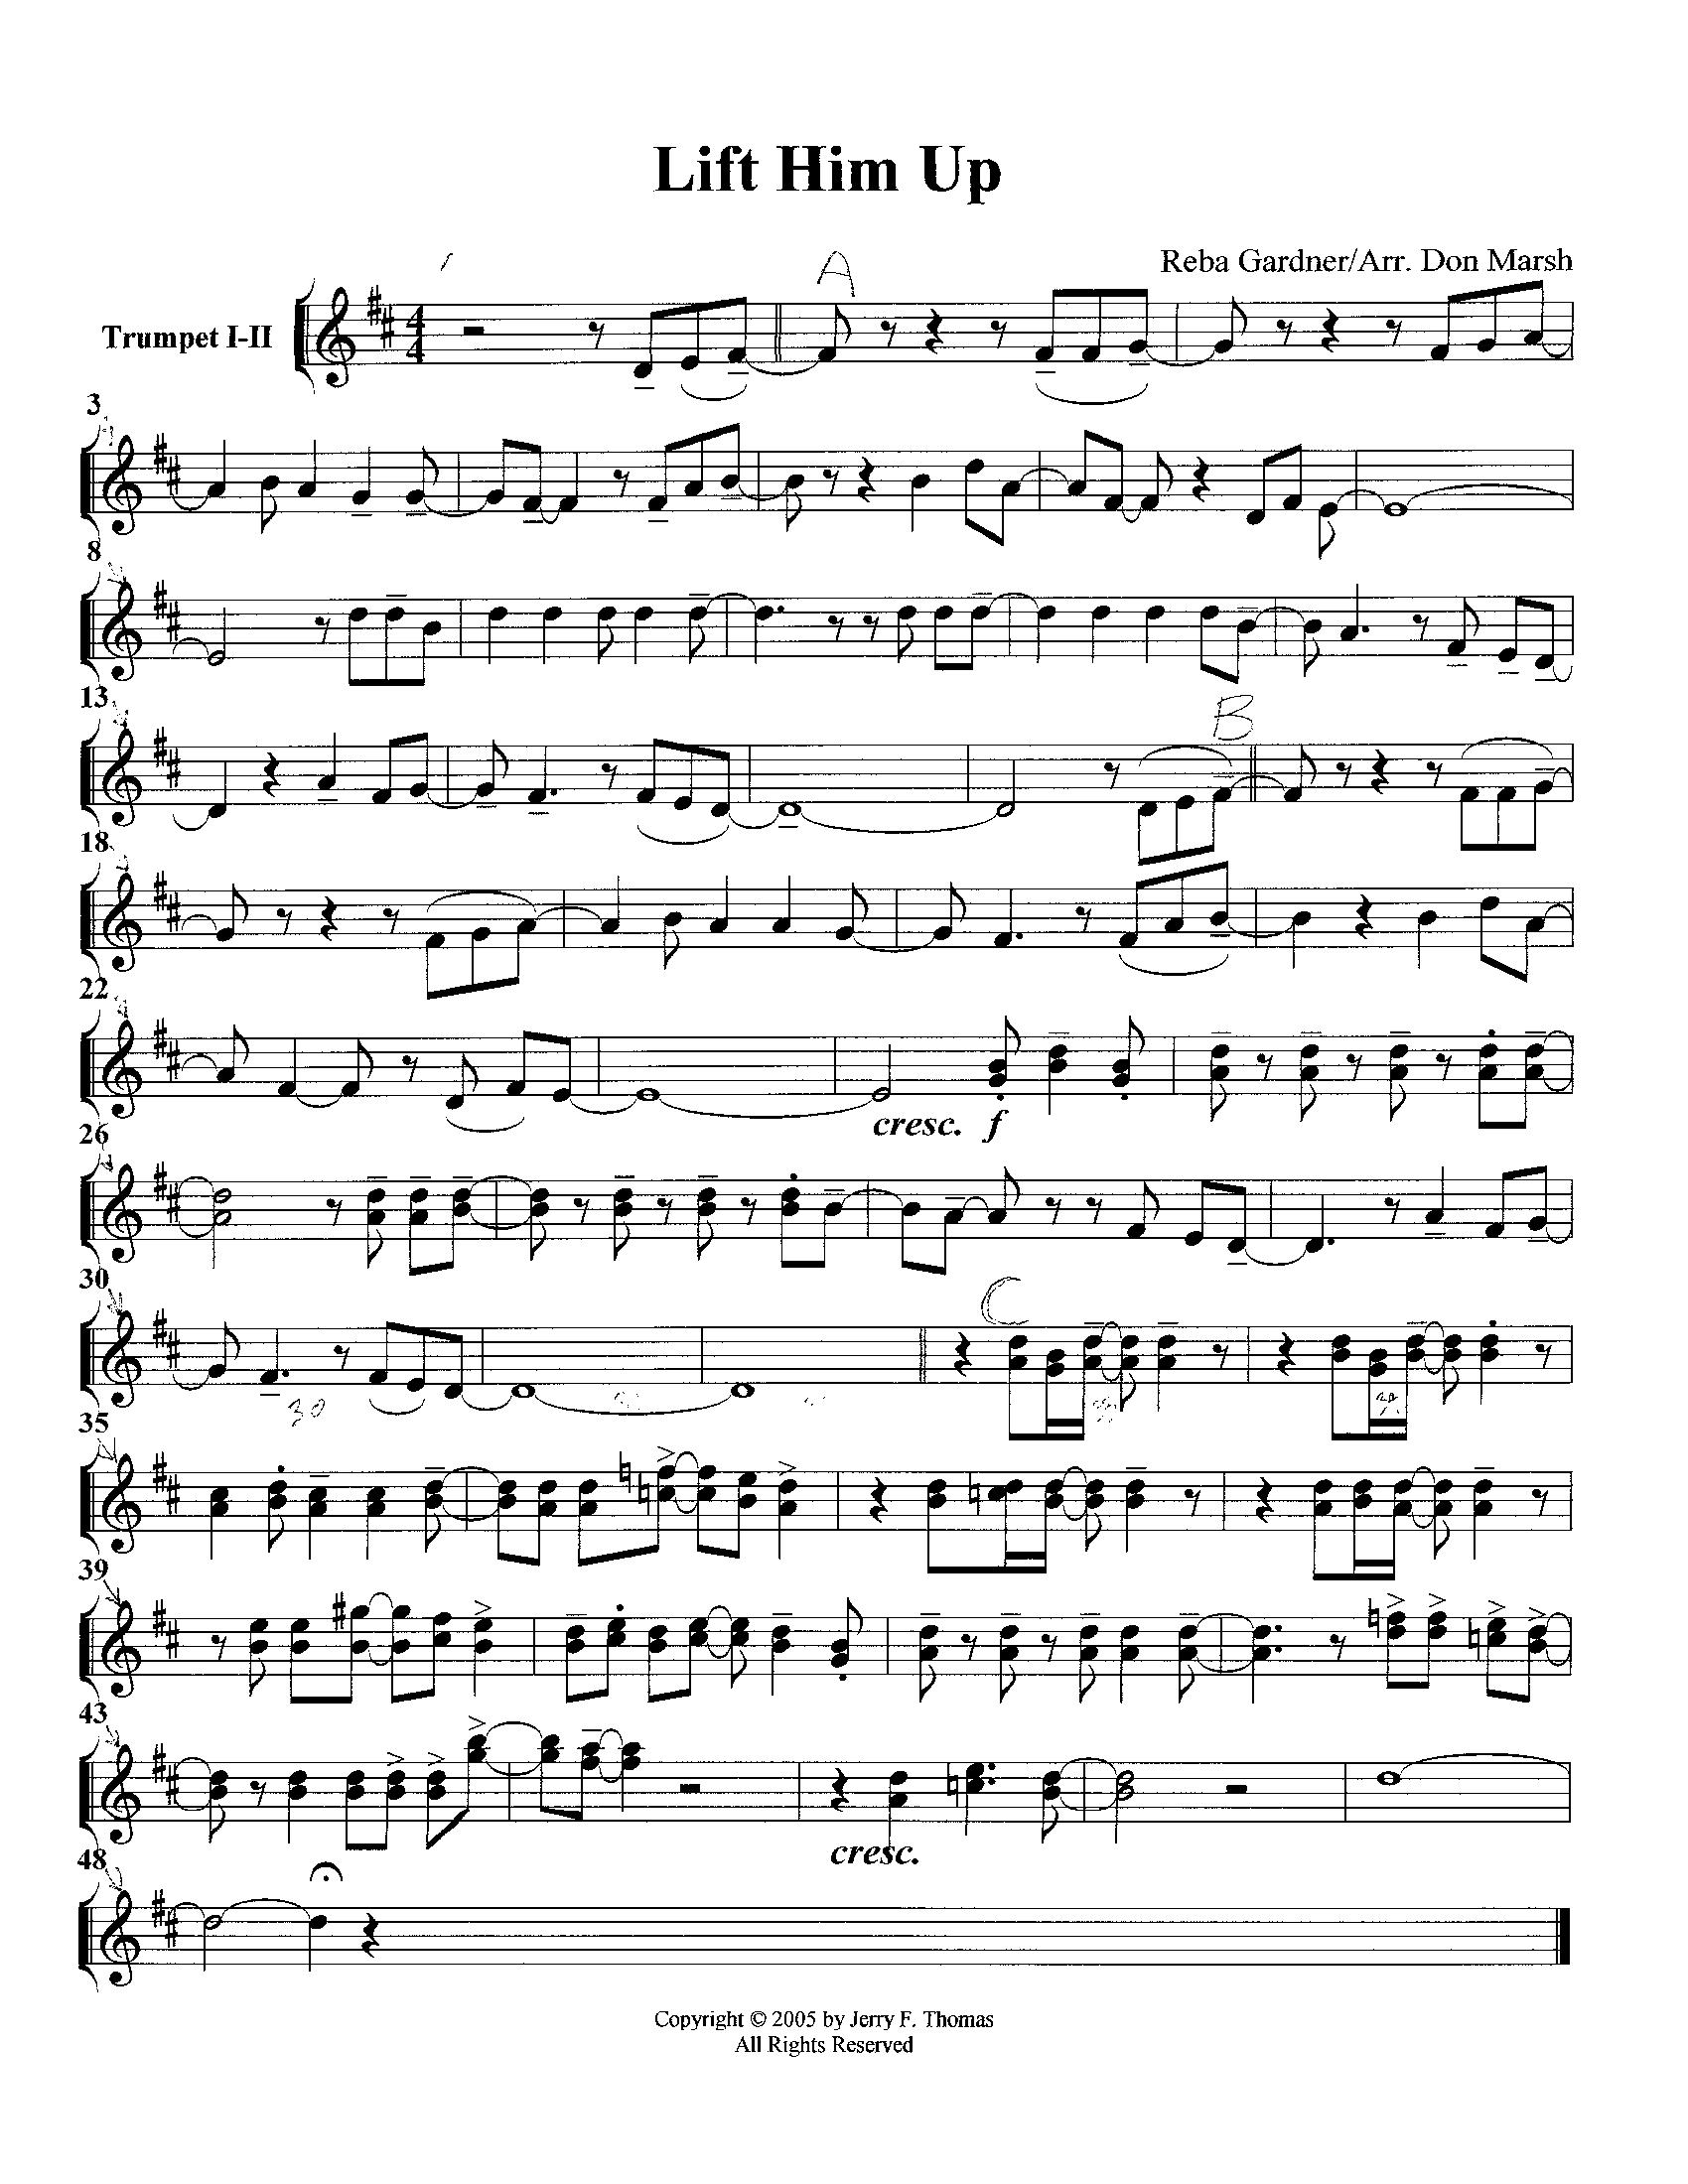 Lift Him Up
Reba Gardner/Arr. Don Marsh
A
Trumpet I-II
3
8
13
B
18
22
cresc. f
26
30
C
30
35
39
43
cresc.
48
Copyright © 2005 by Jerry F. Thomas
All Rights Reserved